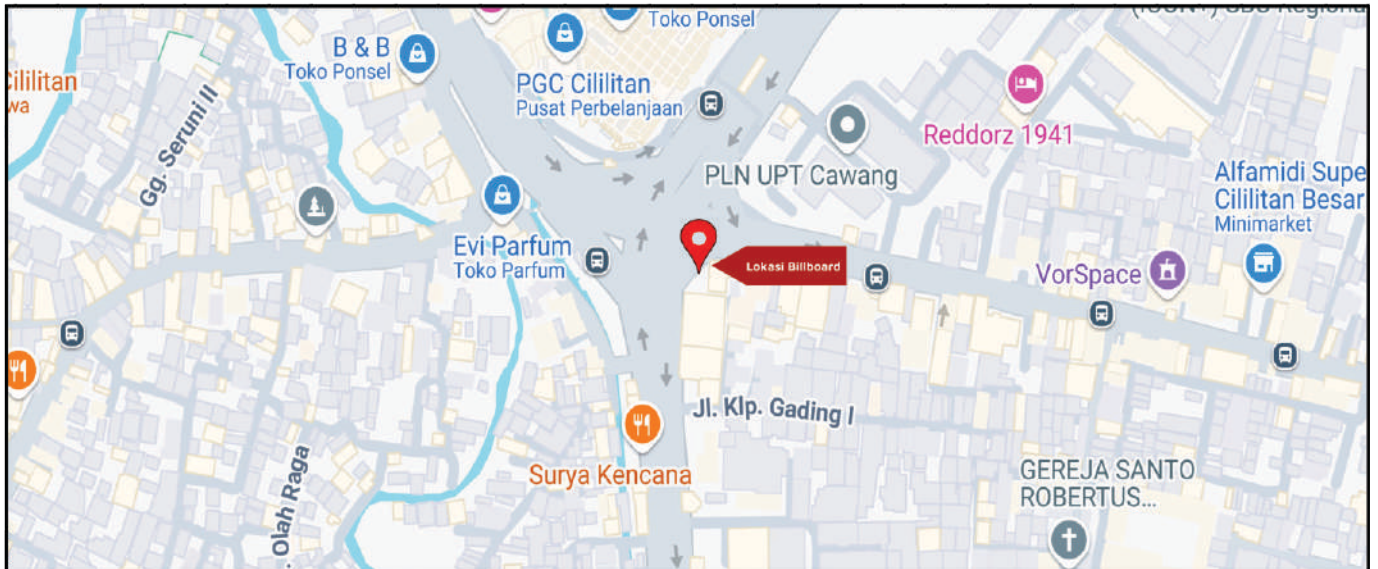 Toko Ponsel
B & B
Toko Ponsel
PGC Cililitan
Pusat Perbelanjaan
Cililitan
wa
Gg. Seruni II
Reddorz 1941
PLN UPT Cawang
Alfamidi Supe
Cililitan Besar
Minimarket
Evi Parfum
Toko Parfum
Lokasi Billboard
VorSpace
Jl. Klp. Gading I
Surya Kencana
Olah Raga
GEREJA SANTO
ROBERTUS...